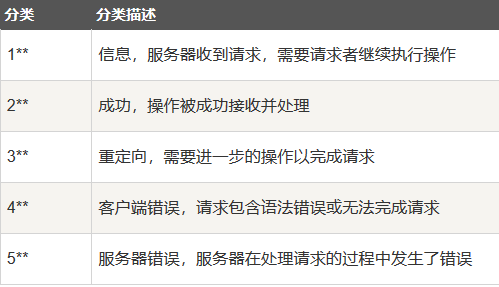 分类 分类描述
1** 信息，服务器收到请求，需要请求者继续执行操作
2** 成功，操作被成功接收并处理
3** 重定向，需要进一步的操作以完成请求
4** 客户端错误，请求包含语法错误或无法完成请求
5** 服务器错误，服务器在处理请求的过程中发生了错误